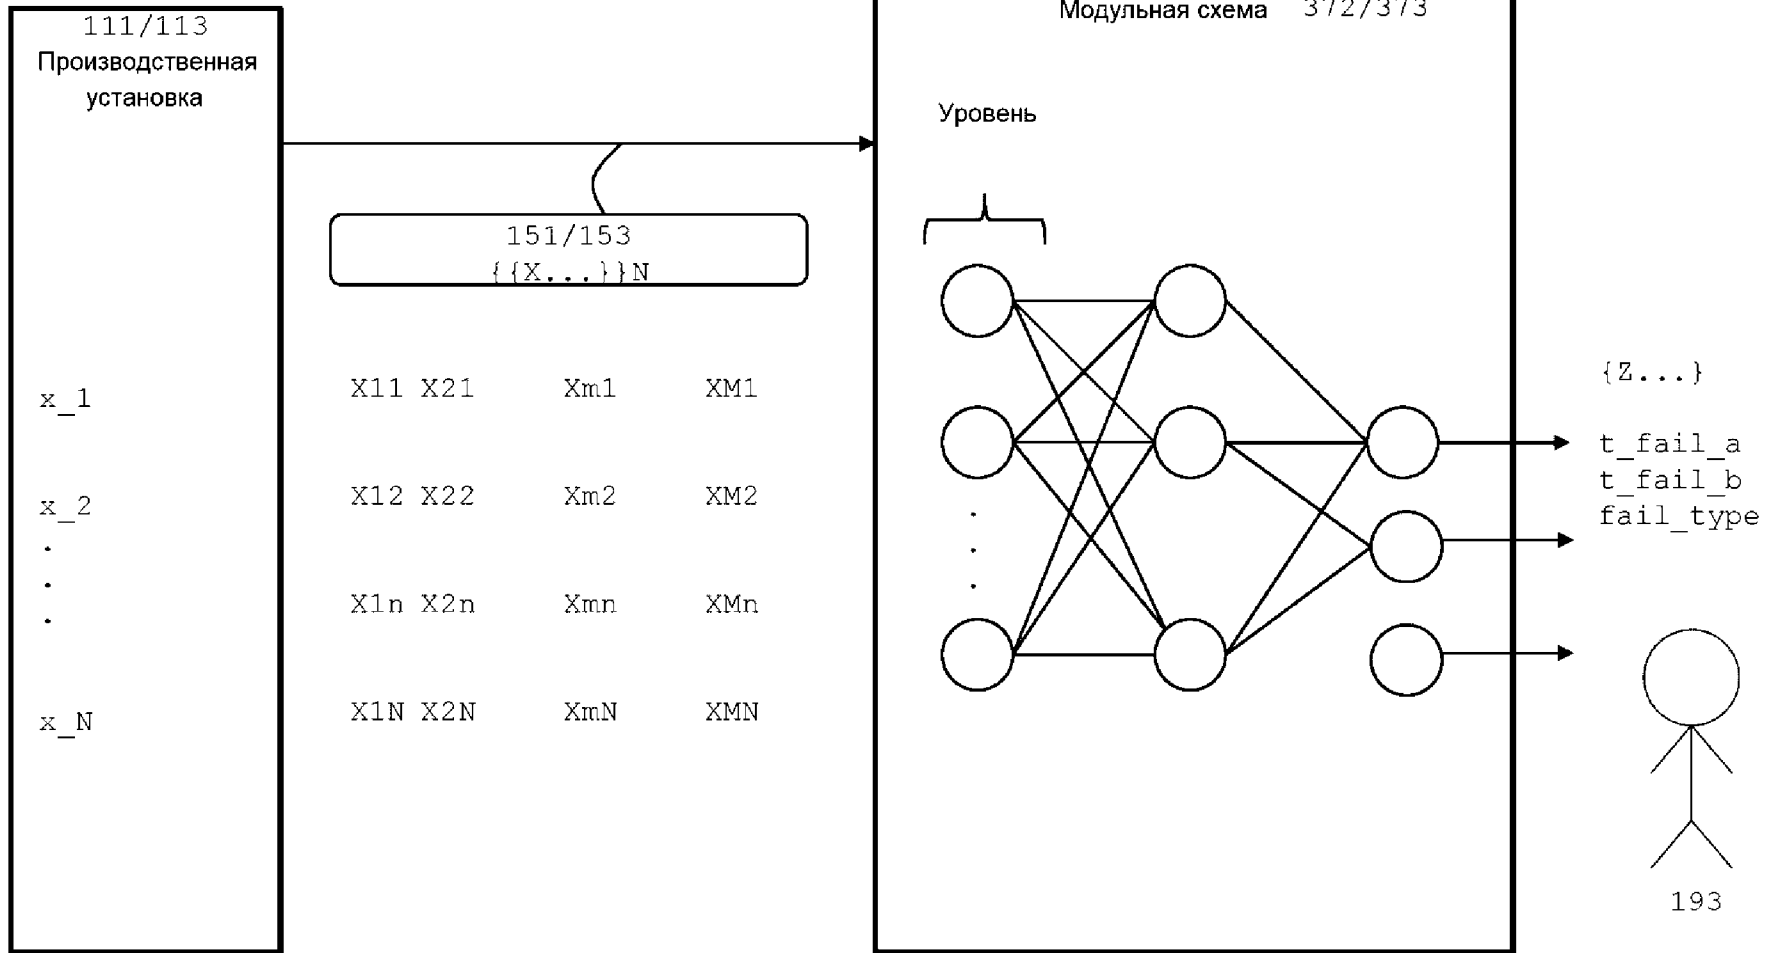 111/113
Производственная
установка
Модульная схема 372/373
Уровень
151/153
{{X...}}N
x_1
X11 X21 Xm1 XM1
x_2
X12 X22 Xm2 XM2
.
.
.
X1n X2n Xmn XMn
x_N
X1N X2N XmN XMN
.
.
.
{Z...}
t_fail_a
t_fail_b
fail_type
193